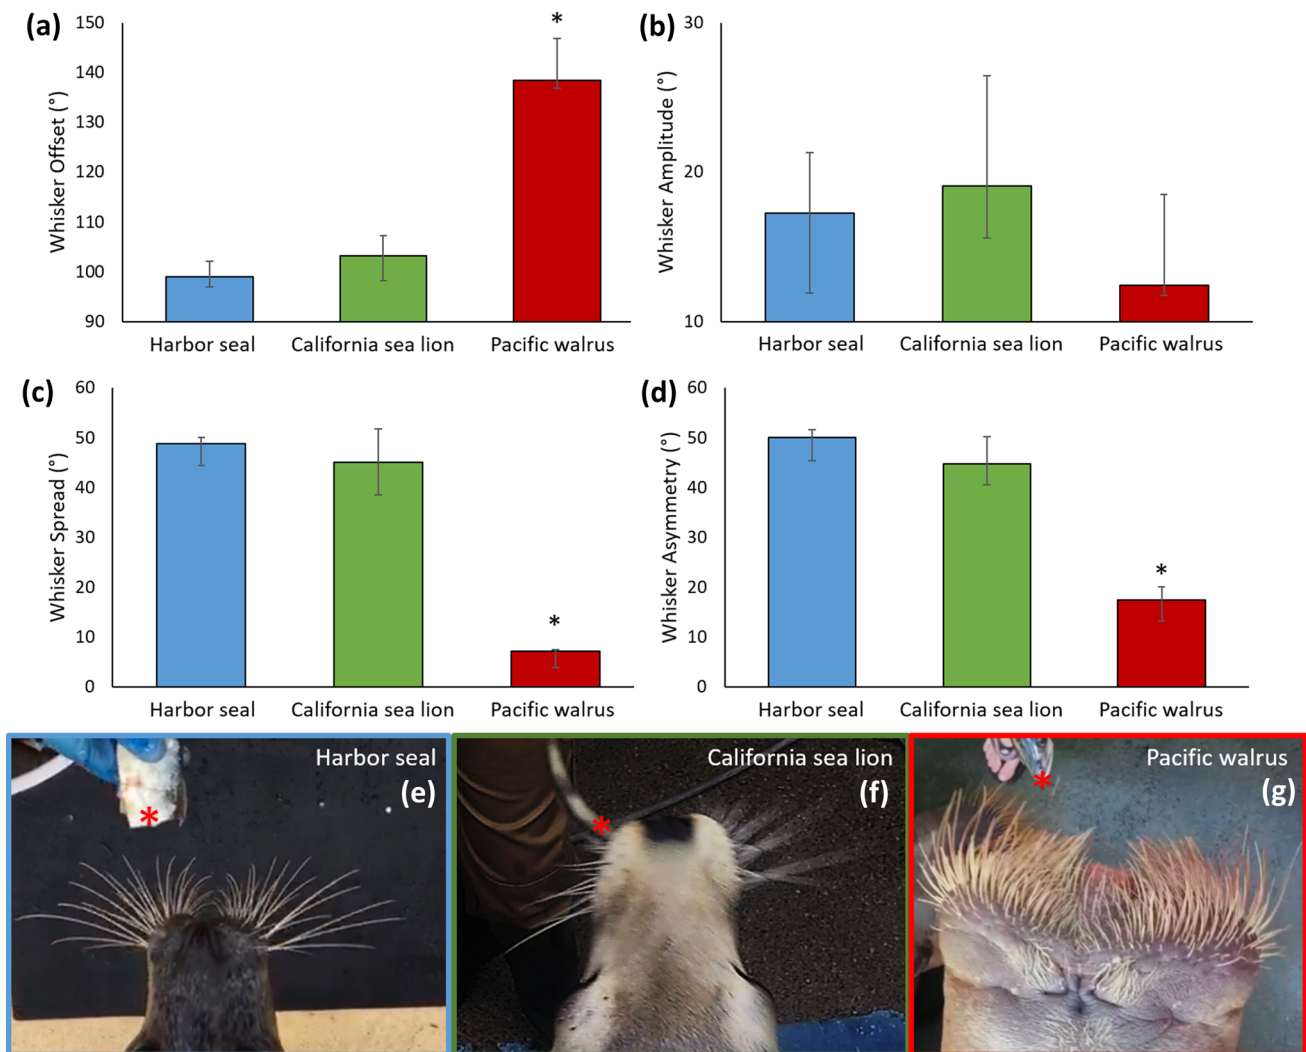 (a)
Whisker Offset (°)
150
140
130
120
110
100
90
*
Harbor seal
California sea lion
Pacific walrus
(b)
Whisker Amplitude (°)
30
20
10
Harbor seal
California sea lion
Pacific walrus
(c)
Whisker Spread (°)
60
50
40
30
20
10
0
*
Harbor seal
California sea lion
Pacific walrus
(d)
Whisker Asymmetry (°)
60
50
40
30
20
10
0
*
Harbor seal
California sea lion
Pacific walrus
Harbor seal
(e)
*
California sea lion
(f)
*
Pacific walrus
(g)
*